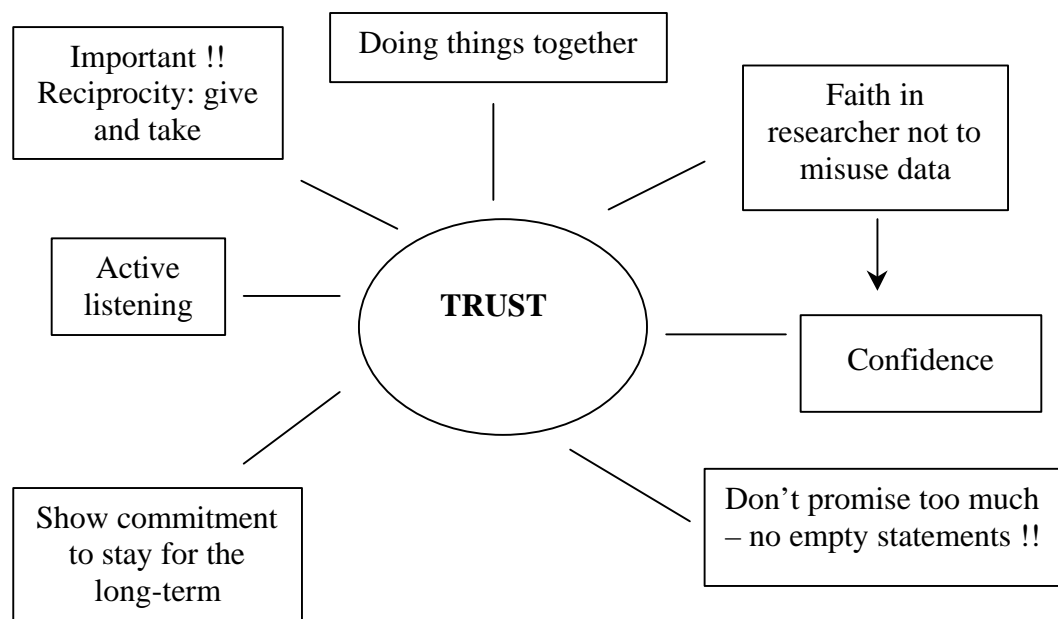 Important !!
Reciprocity: give
and take
Doing things together
Faith in
researcher not to
misuse data
Active
listening
TRUST
Confidence
Show commitment
to stay for the
long-term
Don’t promise too much
– no empty statements !!